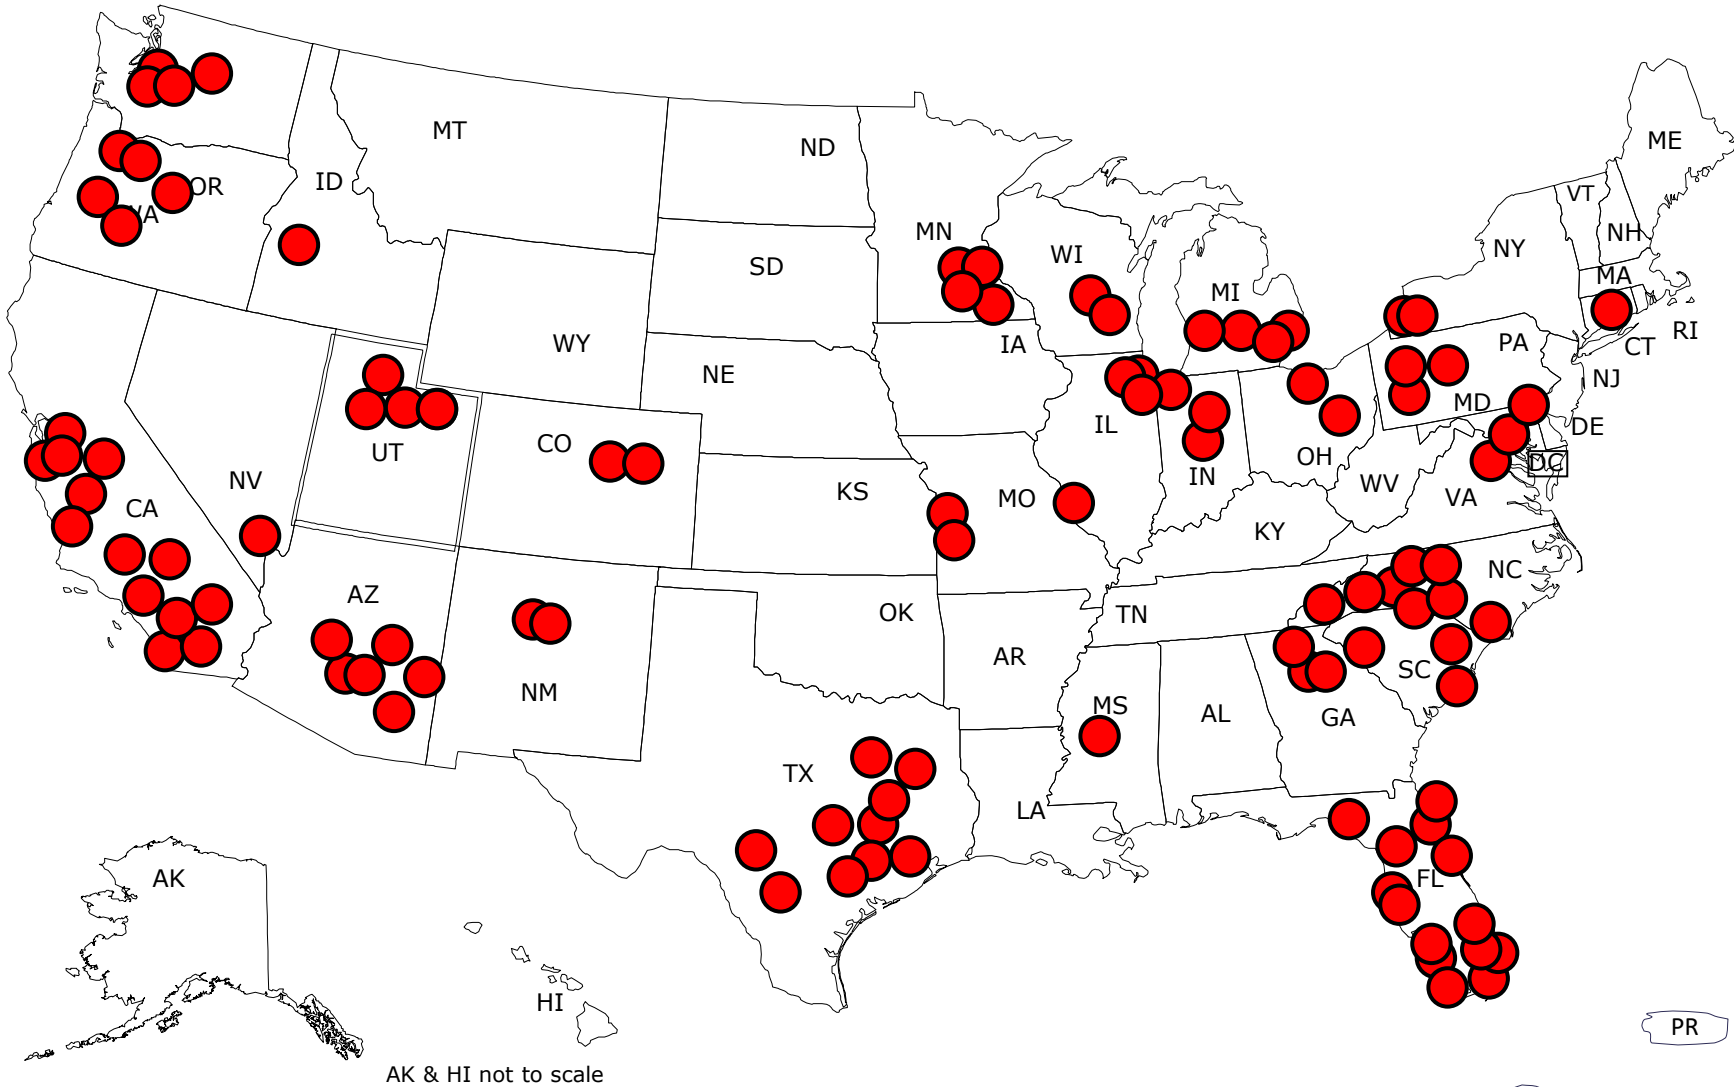 ME
MT
ND
ID
OR
VT
WA
NH
MN
NY
WI
SD
MA
MI
RI
WY
IA
PA
CT
NE
NJ
MD
IL
DE
CO
UT
OH
DC
IN
NV
KS
MO
WV
VA
CA
KY
NC
AZ
OK
TN
AR
SC
NM
MS
AL
GA
TX
LA
AK
FL
HI
PR
AK & HI not to scale